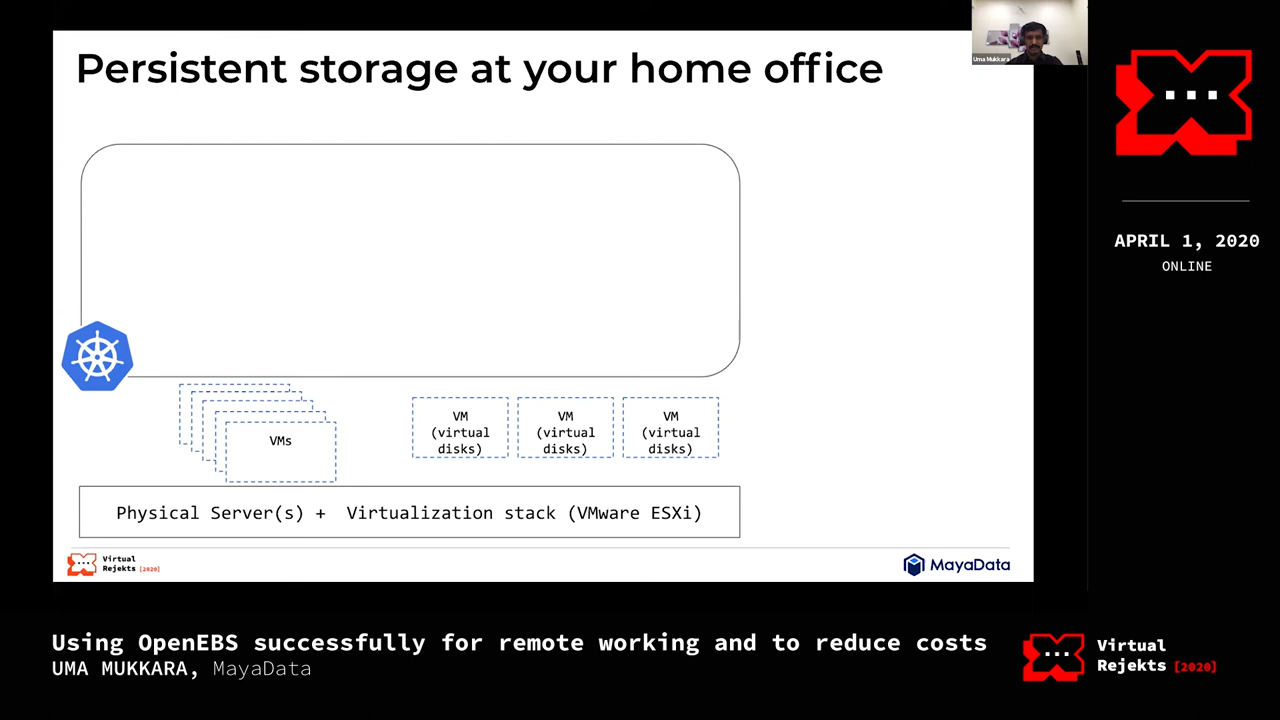 Persistent storage at your home office
Uma Mukkara
APRIL 1, 2020
ONLINE
VMs
VM
(virtual
disks)
VM
(virtual
disks)
VM
(virtual
disks)
Physical Server(s) + Virtualization stack (VMware ESXi)
Virtual
Rejekts [2020]
MayaData
Using OpenEBS successfully for remote working and to reduce costs
UMA MUKKARA, MayaData
Virtual
Rejekts [2020]